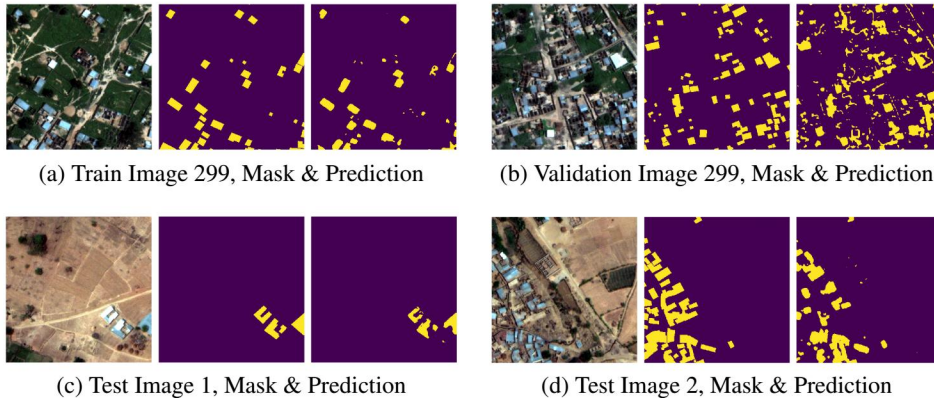 (a) Train Image 299, Mask & Prediction
(b) Validation Image 299, Mask & Prediction
(c) Test Image 1, Mask & Prediction
(d) Test Image 2, Mask & Prediction